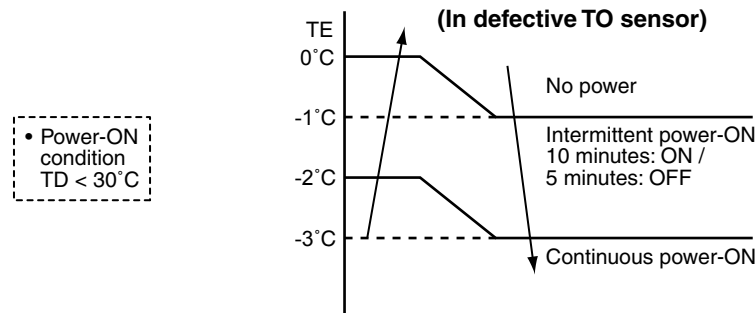 (In defective TO sensor)
TE
0˚C
-1˚C
-2˚C
-3˚C
No power
Intermittent power-ON
10 minutes: ON /
5 minutes: OFF
Continuous power-ON
• Power-ON
condition
TD < 30˚C